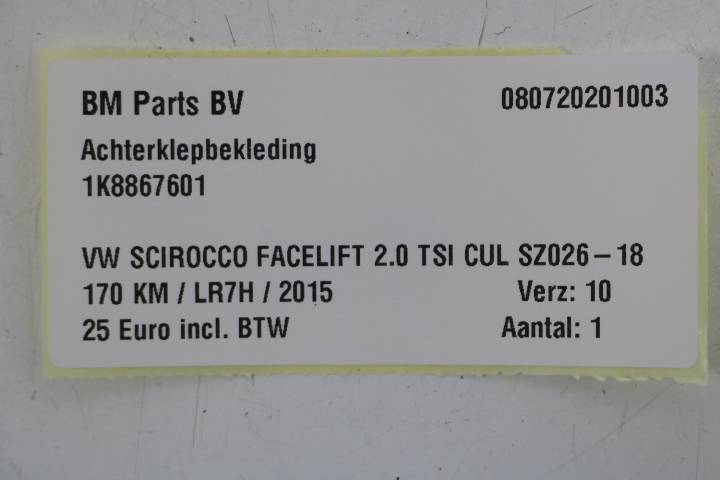 BM Parts BV 080720201003
Achterklepbekleding
1K8867601
VW SCIROCCO FACELIFT 2.0 TSI CUL SZ026-18
170 KM / LR7H / 2015 Verz: 10
25 Euro incl. BTW Aantal: 1